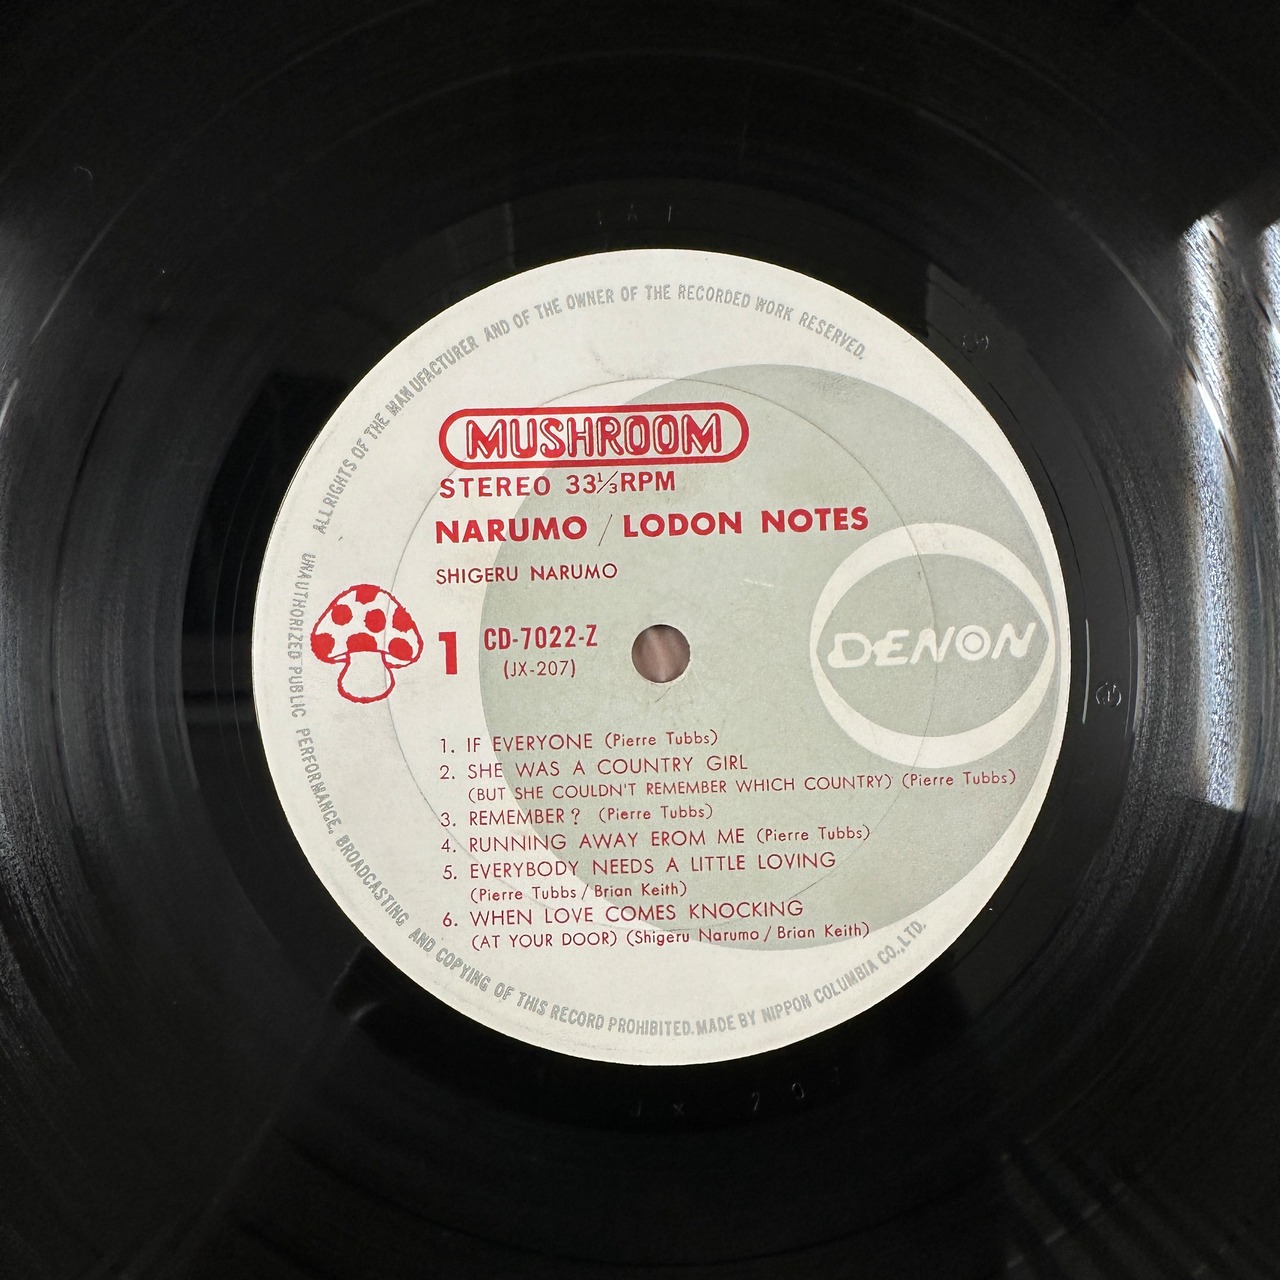 ALL RIGHTS OF THE MANUFACTURER AND OF THE OWNER OF THE RECORDED WORK RESERVED.
MUSHROOM
STEREO 33⅓RPM
NARUMO / LODON NOTES
SHIGERU NARUMO
DENON
1 CD-7022-Z
(JX-207)
1. IF EVERYONE (Pierre Tubbs)
2. SHE WAS A COUNTRY GIRL
(BUT SHE COULDN'T REMEMBER WHICH COUNTRY) (Pierre Tubbs)
3. REMEMBER? (Pierre Tubbs)
4. RUNNING AWAY EROM ME (Pierre Tubbs)
5. EVERYBODY NEEDS A LITTLE LOVING
(Pierre Tubbs / Brian Keith)
6. WHEN LOVE COMES KNOCKING
(AT YOUR DOOR) (Shigeru Narumo / Brian Keith)
UNAUTHORIZED PUBLIC PERFORMANCE, BROADCASTING AND COPYING OF THIS RECORD PROHIBITED. MADE BY NIPPON COLUMBIA CO., LTD.